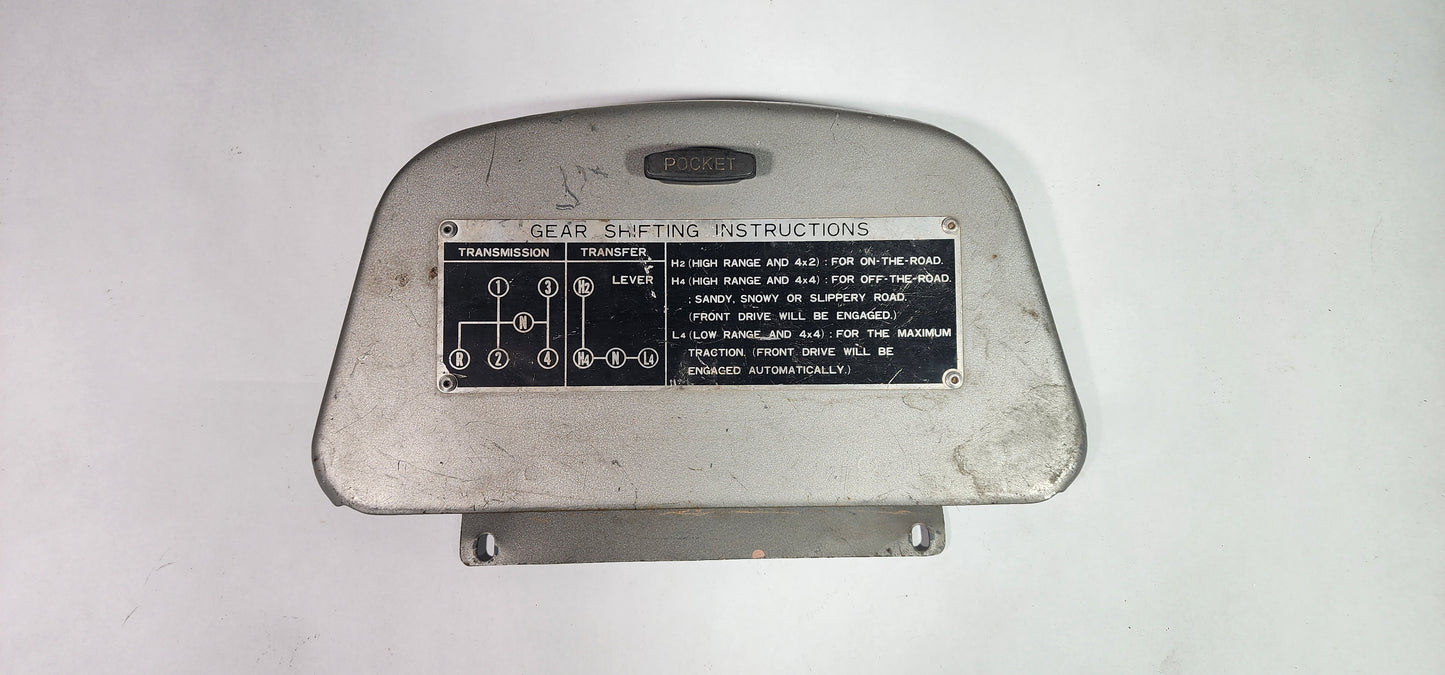 POCKET
GEAR SHIFTING INSTRUCTIONS
TRANSMISSION
1 3
N
R 2 4
TRANSFER
LEVER
H2
H4 N L4
H2 (HIGH RANGE AND 4x2) : FOR ON-THE-ROAD.
H4 (HIGH RANGE AND 4x4) : FOR OFF-THE-ROAD.
: SANDY, SNOWY OR SLIPPERY ROAD.
(FRONT DRIVE WILL BE ENGAGED.)
L4 (LOW RANGE AND 4x4) : FOR THE MAXIMUM
TRACTION. (FRONT DRIVE WILL BE
ENGAGED AUTOMATICALLY.)